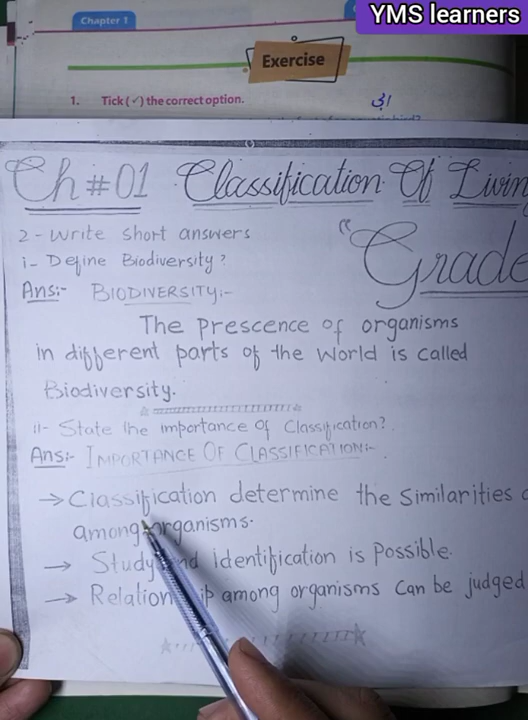 YMS learners
Chapter 1
Exercise
1. Tick (✓) the correct option.
Ch # 01 Classification Of Livin
2 - Write short answers
"Grade
i - Define Biodiversity?
Ans:- BIODIVERSITY:-
The Prescence of organisms
in different parts of the World is called
Biodiversity.
ii- State the importance of Classification?
Ans:- IMPORTANCE OF CLASSIFICATION:-
→ Classification determine the Similarities
among organisms.
→ Study and identification is Possible.
→ among organisms Can be judged